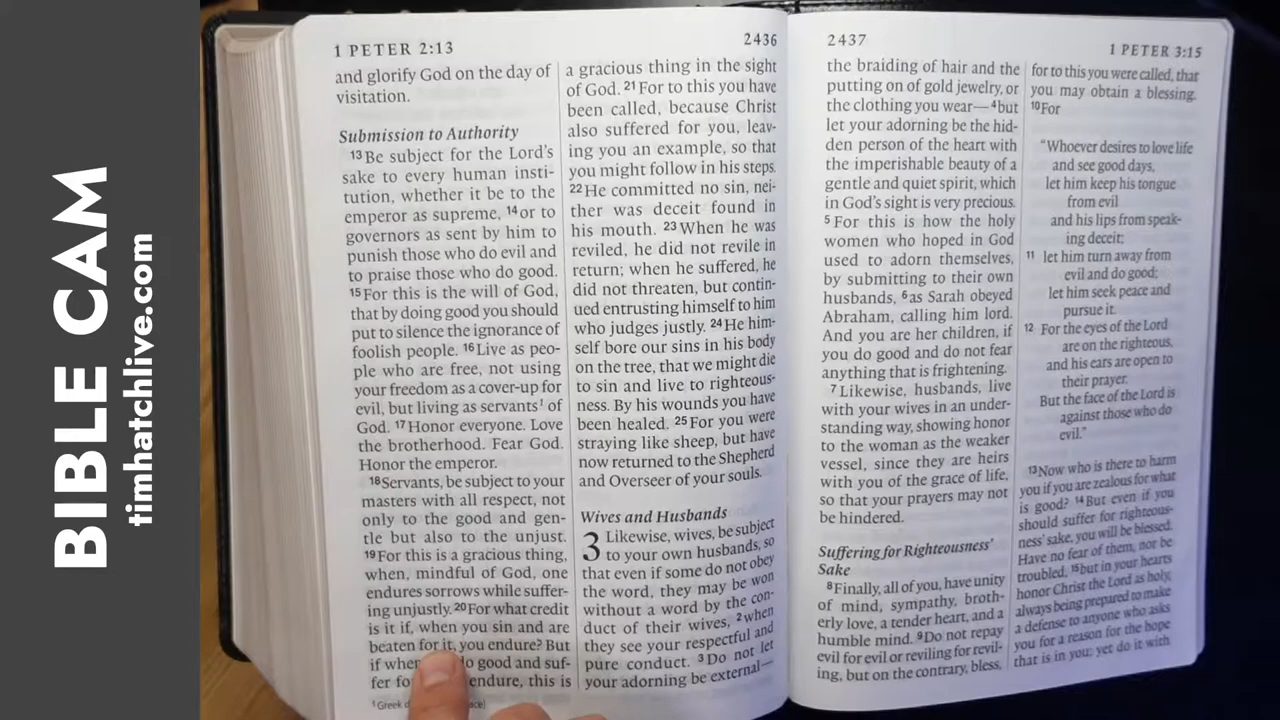 BIBLE CAM
timhatchlive.com
1 PETER 2:13
2436
and glorify God on the day of
visitation.
Submission to Authority
13 Be subject for the Lord's
sake to every human insti-
tution, whether it be to the
emperor as supreme, 14 or to
governors as sent by him to
punish those who do evil and
to praise those who do good.
15 For this is the will of God,
that by doing good you should
put to silence the ignorance of
foolish people. 16 Live as peo-
ple who are free, not using
your freedom as a cover-up for
evil, but living as servants1 of
God. 17 Honor everyone. Love
the brotherhood. Fear God.
Honor the emperor.
18 Servants, be subject to your
masters with all respect, not
only to the good and gen-
tle but also to the unjust.
19 For this is a gracious thing,
when, mindful of God, one
endures sorrows while suffer-
ing unjustly. 20 For what credit
is it if, when you sin and are
beaten for it, you endure? But
if when do good and suf-
fer fo endure, this is
1 Greek
a gracious thing in the sight
of God. 21 For to this you have
been called, because Christ
also suffered for you, leav-
ing you an example, so that
you might follow in his steps.
22 He committed no sin, nei-
ther was deceit found in
his mouth. 23 When he was
reviled, he did not revile in
return; when he suffered, he
did not threaten, but contin-
ued entrusting himself to him
who judges justly. 24 He him-
self bore our sins in his body
on the tree, that we might die
to sin and live to righteous-
ness. By his wounds you have
been healed. 25 For you were
straying like sheep, but have
now returned to the Shepherd
and Overseer of your souls.
Wives and Husbands
3 Likewise, wives, be subject
to your own husbands, so
that even if some do not obey
the word, they may be won
without a word by the con-
duct of their wives, 2 when
they see your respectful and
pure conduct. 3 Do not let
your adorning be external—
2437
1 PETER 3:15
the braiding of hair and the
putting on of gold jewelry, or
the clothing you wear— 4 but
let your adorning be the hid-
den person of the heart with
the imperishable beauty of a
gentle and quiet spirit, which
in God's sight is very precious.
5 For this is how the holy
women who hoped in God
used to adorn themselves,
by submitting to their own
husbands, 6 as Sarah obeyed
Abraham, calling him lord.
And you are her children, if
you do good and do not fear
anything that is frightening.
7 Likewise, husbands, live
with your wives in an under-
standing way, showing honor
to the woman as the weaker
vessel, since they are heirs
with you of the grace of life,
so that your prayers may not
be hindered.
Suffering for Righteousness'
Sake
8 Finally, all of you, have unity
of mind, sympathy, broth-
erly love, a tender heart, and a
humble mind. 9 Do not repay
evil for evil or reviling for revil-
ing, but on the contrary, bless,
for to this you were called, that
you may obtain a blessing.
10 For
"Whoever desires to love life
and see good days,
let him keep his tongue
from evil
and his lips from speak-
ing deceit;
11 let him turn away from
evil and do good;
let him seek peace and
pursue it.
12 For the eyes of the Lord
are on the righteous,
and his ears are open to
their prayer.
But the face of the Lord is
against those who do
evil."
13 Now who is there to harm
you if you are zealous for what
is good? 14 But even if you
should suffer for righteous-
ness' sake, you will be blessed.
Have no fear of them, nor be
troubled, 15 but in your hearts
honor Christ the Lord as holy,
always being prepared to make
a defense to anyone who asks
you for a reason for the hope
that is in you; yet do it with